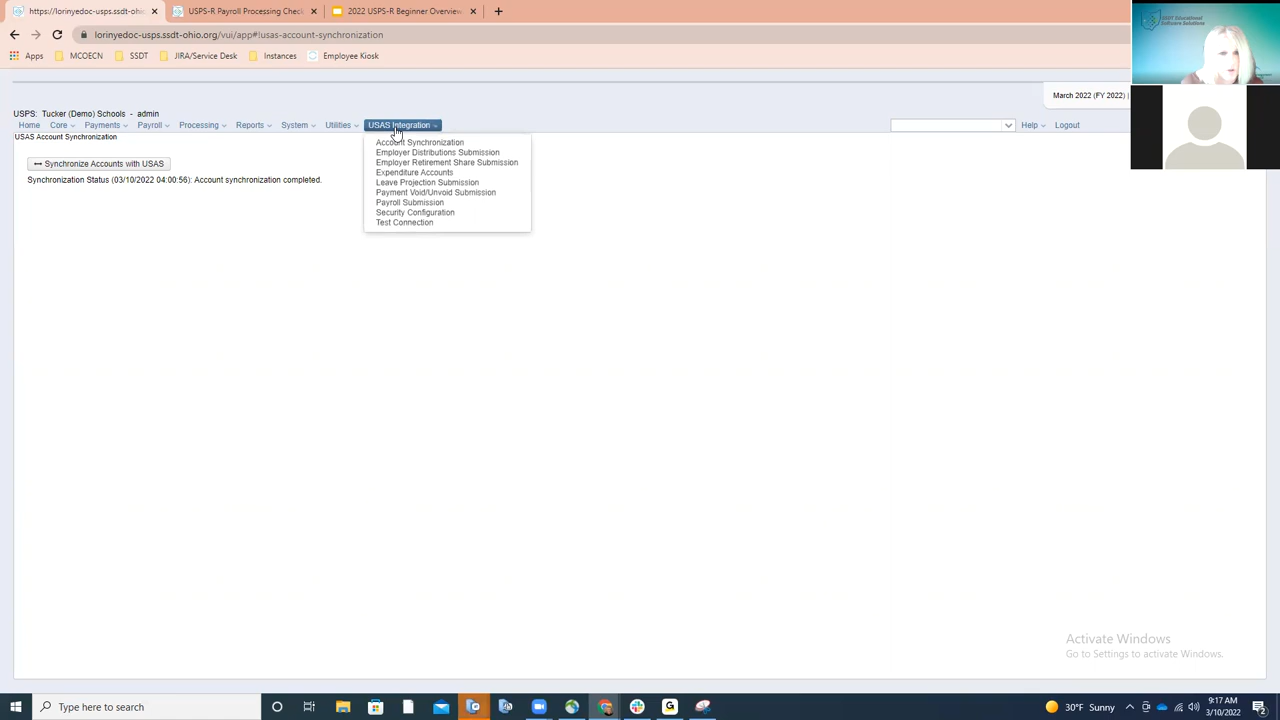 https://lorinyedoc-ups.ssdt-ohio
USPS-R Payroll Processing Check
2022 USPS-R Beginner Overview
lorinyedoc-usps.ssdt-ohio.org/vui/app#!usas-account-synchronization
Apps MCOECN SSDT JIRA/Service Desk Instances Employee Kiosk
SSDT Educational
Software Solutions
March 2022 (FY 2022) |
USPS: Tucker (Demo) Schools - admin
Home Core Payments Payroll Processing Reports System Utilities USAS Integration Help Logout
USAS Account Synchronization
Synchronize Accounts with USAS
Synchronization Status (03/10/2022 04:00:56): Account synchronization completed.
Account Synchronization
Employer Distributions Submission
Employer Retirement Share Submission
Expenditure Accounts
Leave Projection Submission
Payment Void/Unvoid Submission
Payroll Submission
Security Configuration
Test Connection
Activate Windows
Go to Settings to activate Windows.
Type here to search
30°F Sunny
9:17 AM
3/10/2022
2